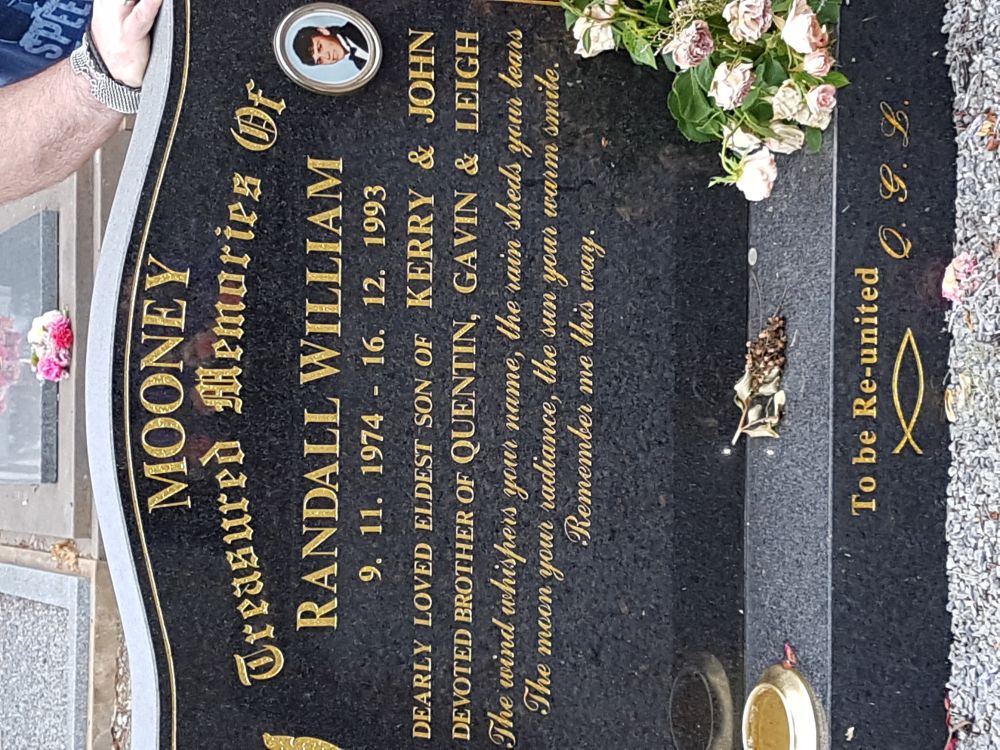 MOONEY
Treasured Memories Of
RANDALL WILLIAM
9. 11. 1974 - 16. 12. 1993
DEARLY LOVED ELDEST SON OF KERRY & JOHN
DEVOTED BROTHER OF QUENTIN, GAVIN & LEIGH
The wind whispers your name, the rain sheds your tears
The moon your radiance, the sun your warm smile.
Remember me this way.
To be Re-united
Q. G. L.
SPEE